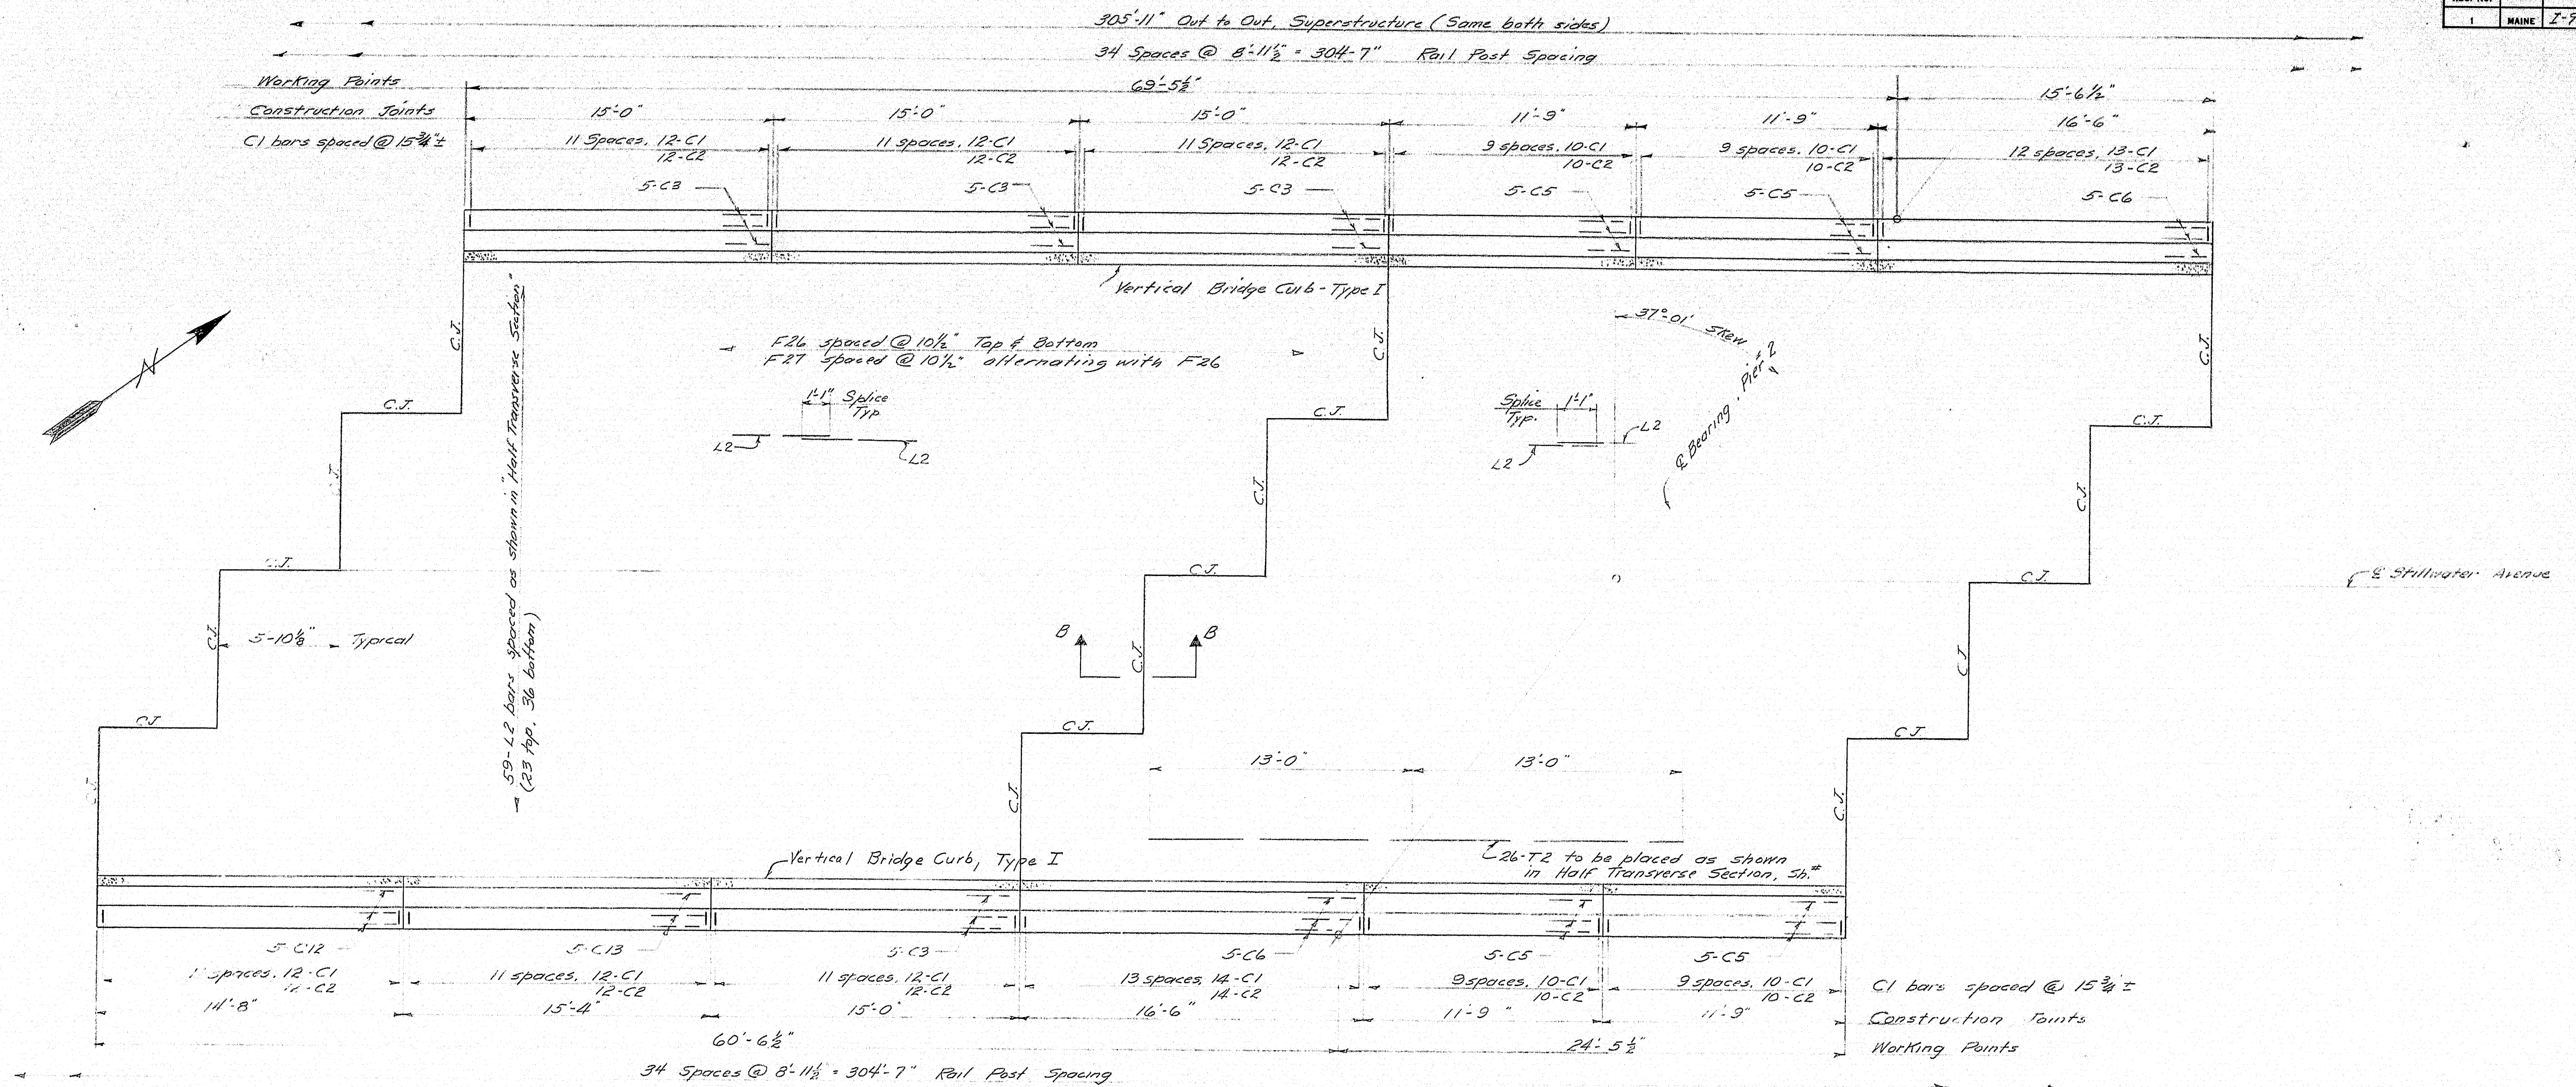 305'-11" Out to Out, Superstructure (Same both sides)
1 MAINE
34 Spaces @ 8'-11½" = 304'-7" Rail Post Spacing
Working Points
69'-5½"
15'-6½"
Construction Joints
15'-0" 15'-0" 15'-0" 11'-9" 11'-9" 16'-6"
C1 bars spaced @ 15¾"±
11 Spaces, 12-C1 11 spaces, 12-C1 11 Spaces, 12-C1 9 spaces, 10-C1 9 spaces, 10-C1 12 spaces, 13-C1
12-C2 12-C2 12-C2 10-C2 10-C2 13-C2
5-C3 5-C3 5-C3 5-C5 5-C5 5-C6
Vertical Bridge Curb-Type I
N
C.J.
C.J.
C.J.
F26 spaced @ 10½" Top & Bottom
F27 spaced @ 10½" alternating with F26
37°-01' Skew
Pier #2
℄ Bearing
1'-1" Splice
Typ.
L2
L2
Splice 1'-1"
Typ.
L2
L2
C.J.
C.J.
C.J.
C.J.
C.J.
C.J.
C.J.
C.J.
C.J.
59-L2 bars spaced as shown in "Half Transverse Section"
(23 top, 36 bottom)
℄ Stillwater Avenue
C.J.
5'-10⅛" Typical
B B
C.J.
C.J.
C.J.
C.J.
C.J.
13'-0" 13'-0"
C.J.
C.J.
C.J.
Vertical Bridge Curb, Type I
26-T2 to be placed as shown
in Half Transverse Section, Sh.#
5-C12 5-C13 5-C3 5-C6 5-C5 5-C5
spaces, 12-C1 11 spaces, 12-C1 11 spaces, 12-C1 13 spaces, 14-C1 9 spaces, 10-C1 9 spaces, 10-C1
12-C2 12-C2 14-C2 10-C2 10-C2
C1 bars spaced @ 15¾"±
14'-8" 15'-4" 15'-0" 16'-6" 11'-9" 11'-9"
Construction Joints
60'-6½" 24'-5½"
Working Points
34 Spaces @ 8'-11½" = 304'-7" Rail Post Spacing